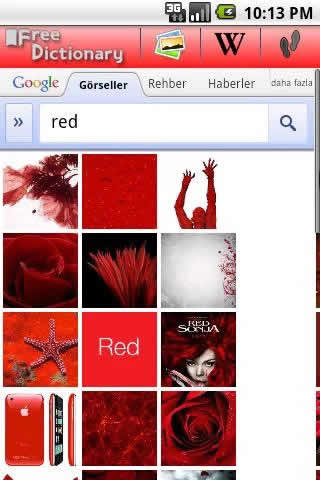 3G 10:13 PM
Free
Dictionary
W
Google Görseller Rehber Haberler daha fazla
» red
Red
RED
SONJA